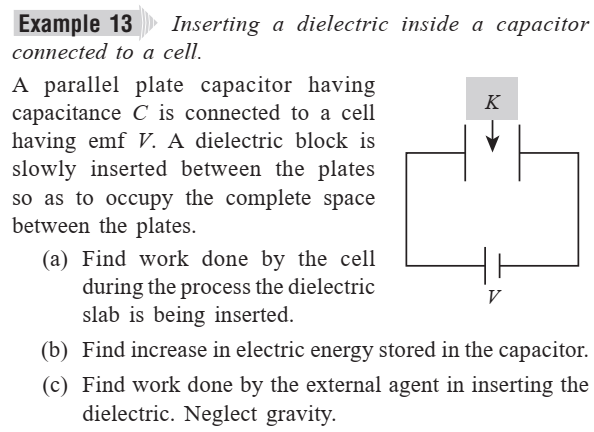 Example 13 Inserting a dielectric inside a capacitor
connected to a cell.
A parallel plate capacitor having
capacitance C is connected to a cell
having emf V. A dielectric block is
slowly inserted between the plates
so as to occupy the complete space
between the plates.
K
V
(a) Find work done by the cell
during the process the dielectric
slab is being inserted.
(b) Find increase in electric energy stored in the capacitor.
(c) Find work done by the external agent in inserting the
dielectric. Neglect gravity.